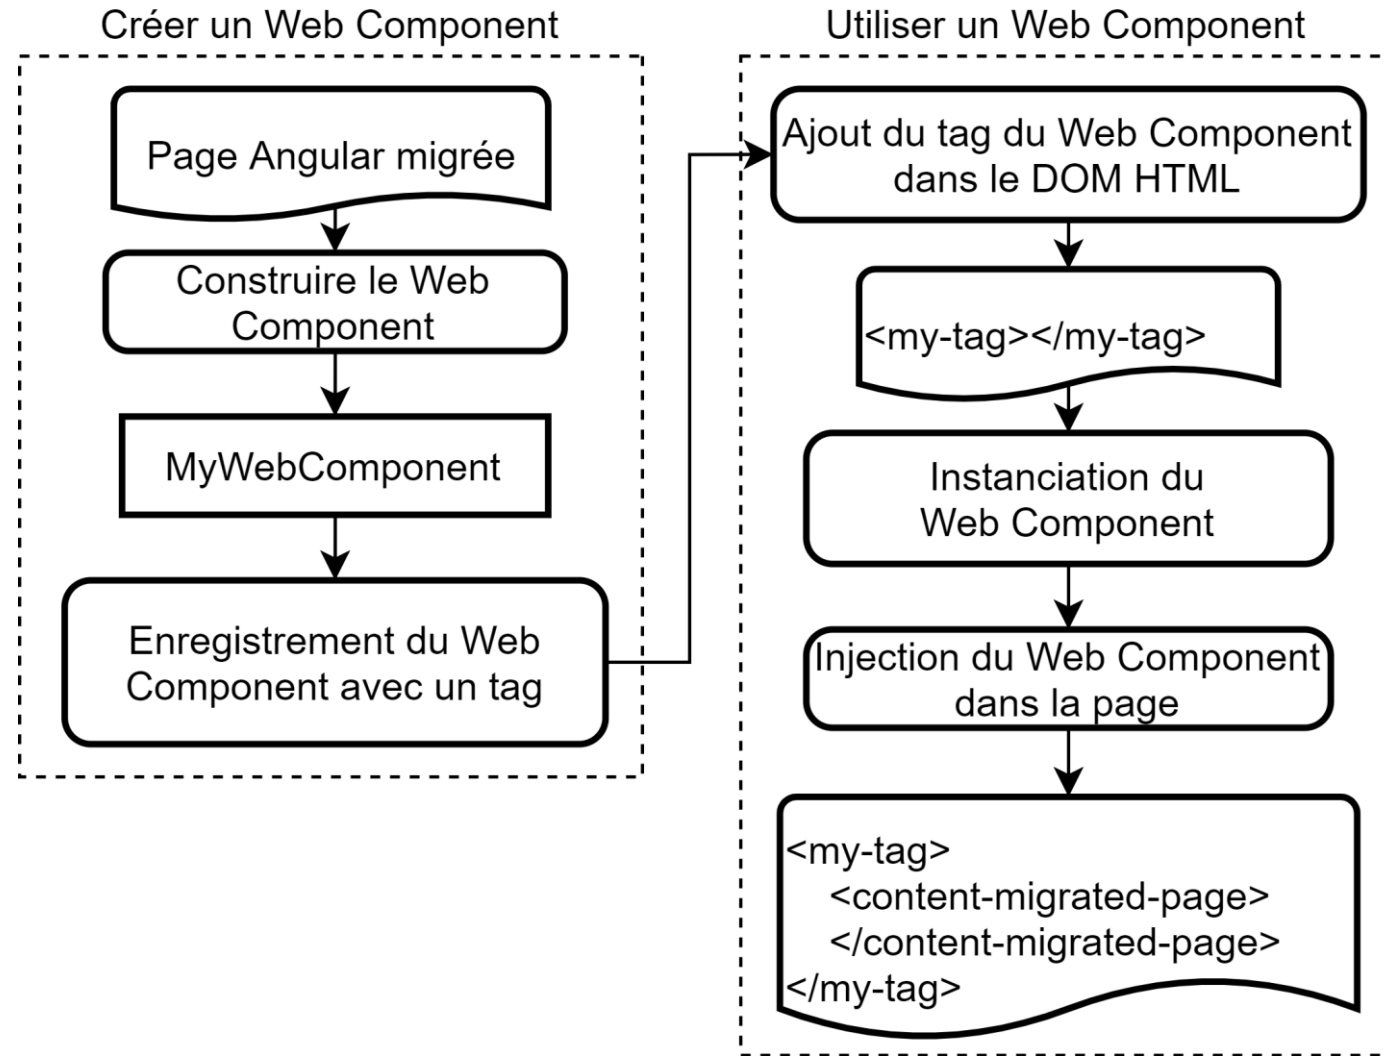 Créer un Web Component
Page Angular migrée
Construire le Web
Component
MyWebComponent
Enregistrement du Web
Component avec un tag
Utiliser un Web Component
Ajout du tag du Web Component
dans le DOM HTML
<my-tag></my-tag>
Instanciation du
Web Component
Injection du Web Component
dans la page
<my-tag>
<content-migrated-page>
</content-migrated-page>
</my-tag>